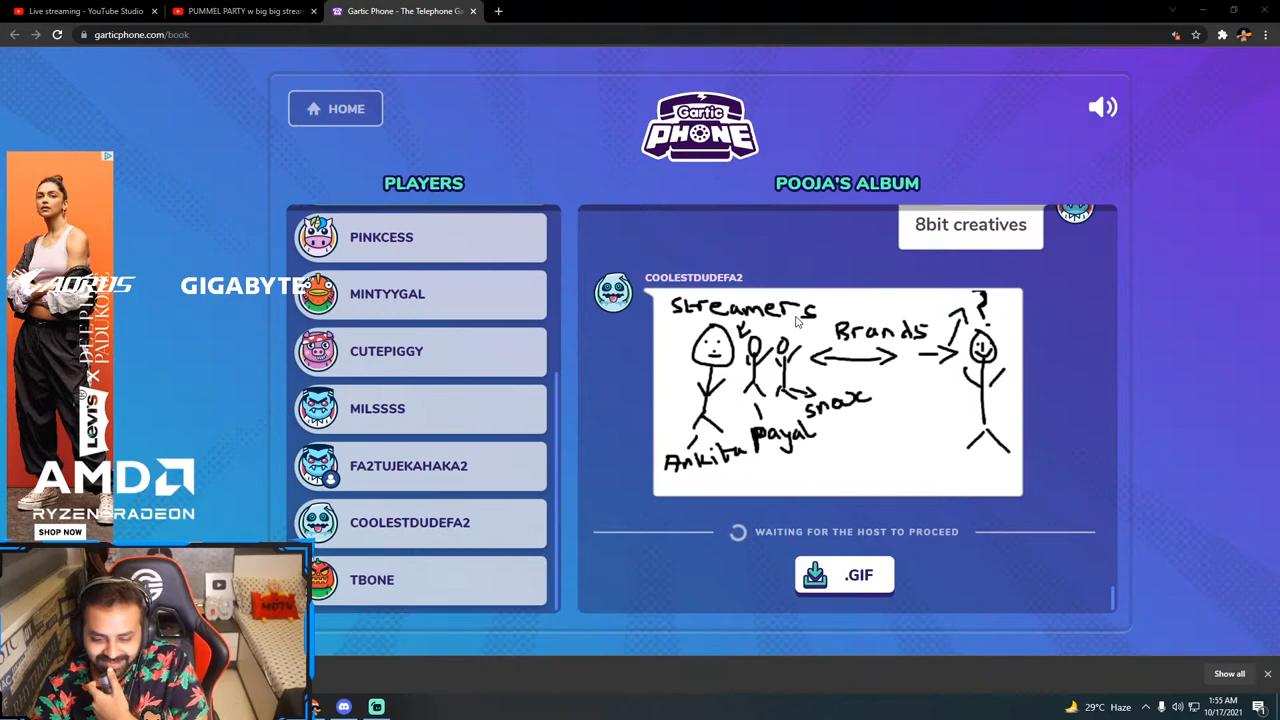 Live streaming - YouTube Studio
PUMMEL PARTY w big big stream
Gartic Phone - The Telephone Ga
garticphone.com/book
HOME
Gartic
PHONE
PLAYERS
PINKCESS
MINTYYGAL
CUTEPIGGY
MILSSSS
FA2TUJEKAHAKA2
COOLESTDUDEFA2
TBONE
POOJA'S ALBUM
8bit creatives
COOLESTDUDEFA2
Streamers
Brands
?
snax
payal
Ankita
WAITING FOR THE HOST TO PROCEED
.GIF
AORUS
GIGABYTE
Levi's
X DEEPIKA
PADUKONE
AMD
RYZEN RADEON
SHOP NOW
Show all
29°C Haze
1:55 AM
10/17/2021